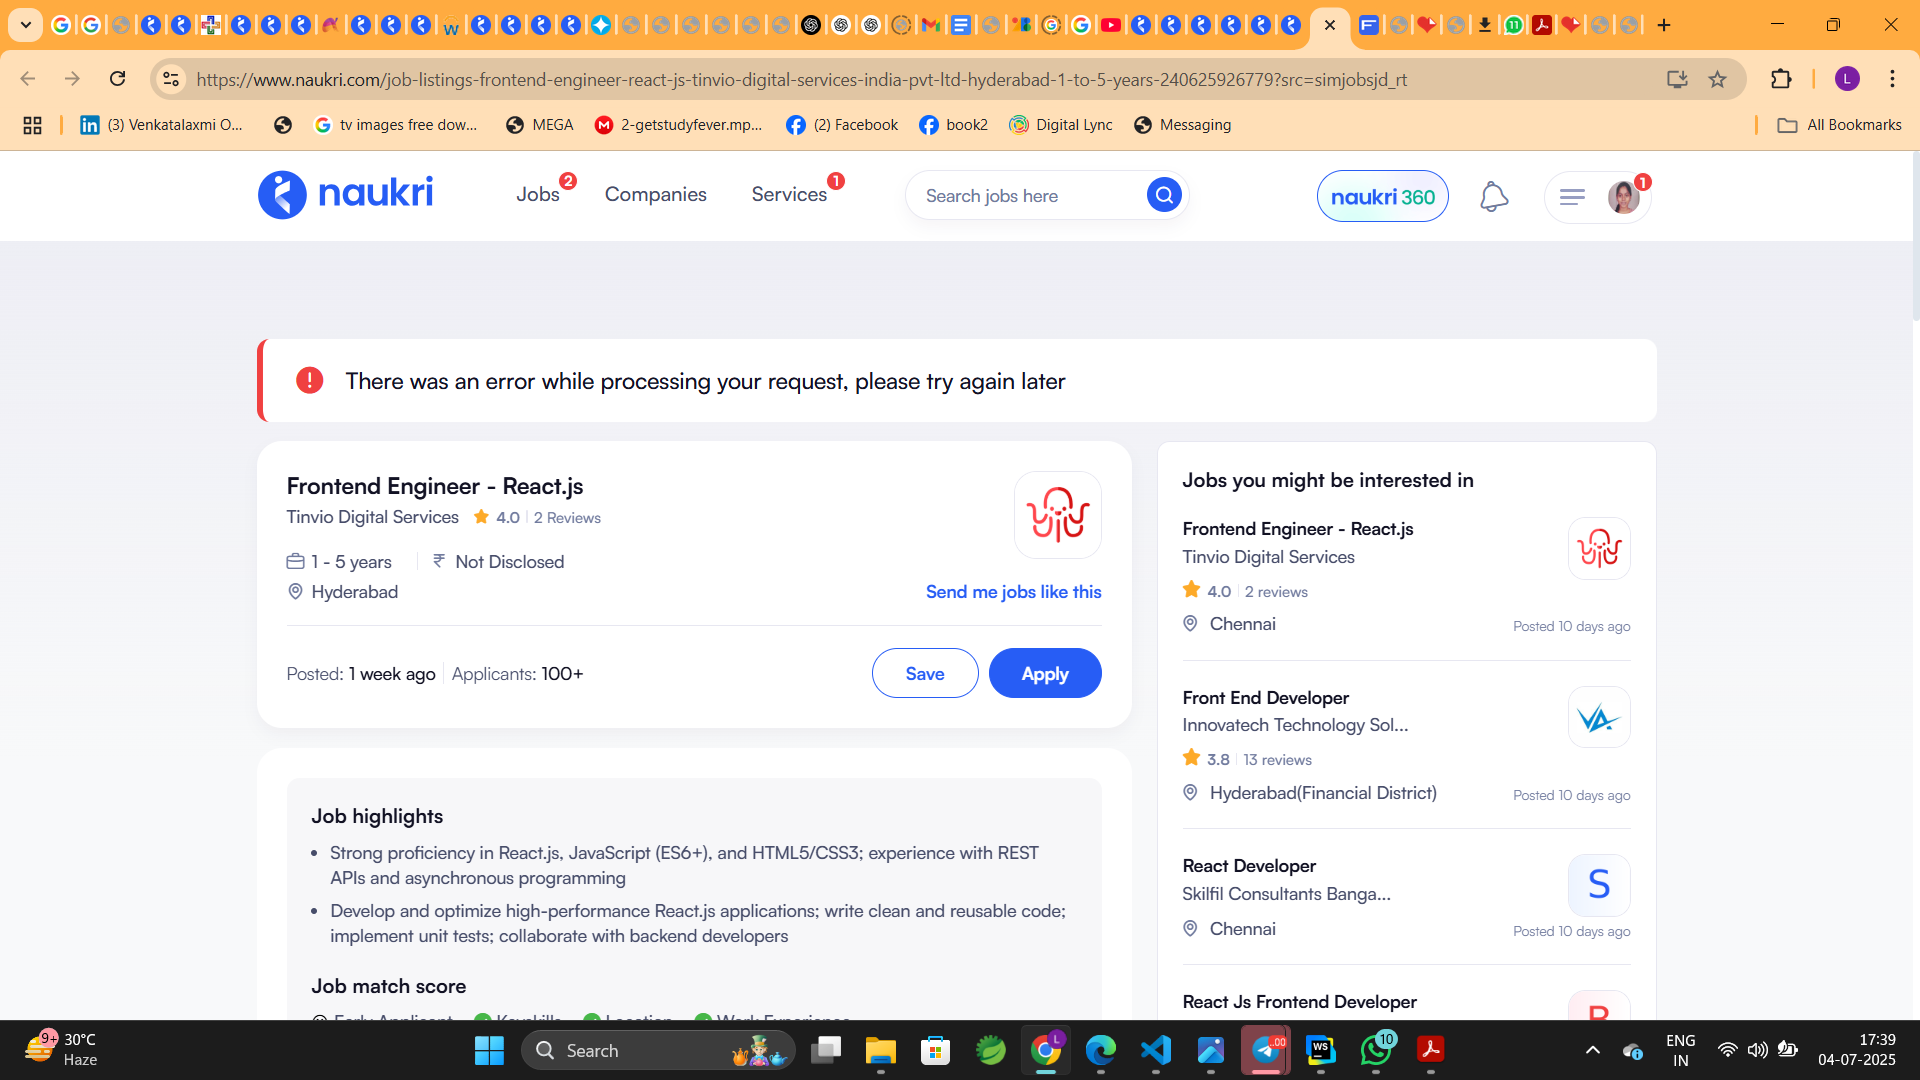 https://www.naukri.com/job-listings-frontend-engineer-react-js-tinvio-digital-services-india-pvt-ltd-hyderabad-1-to-5-years-240625926779?src=simjobsjd_rt
L
(3) Venkatalaxmi O...
tv images free dow...
MEGA
2-getstudyfever.mp...
(2) Facebook
book2
Digital Lync
Messaging
All Bookmarks
naukri
Jobs 2
Companies
Services 1
Search jobs here
naukri 360
1
There was an error while processing your request, please try again later
Frontend Engineer - React.js
Tinvio Digital Services 4.0 2 Reviews
1 - 5 years ₹ Not Disclosed
Hyderabad
Send me jobs like this
Posted: 1 week ago Applicants: 100+
Save
Apply
Job highlights
• Strong proficiency in React.js, JavaScript (ES6+), and HTML5/CSS3; experience with REST
APIs and asynchronous programming
• Develop and optimize high-performance React.js applications; write clean and reusable code;
implement unit tests; collaborate with backend developers
Job match score
Early Applicant Keyskills Location Work Experience
Jobs you might be interested in
Frontend Engineer - React.js
Tinvio Digital Services
4.0 2 reviews
Chennai
Posted 10 days ago
Front End Developer
Innovatech Technology Sol...
3.8 13 reviews
Hyderabad(Financial District)
Posted 10 days ago
React Developer
Skilfil Consultants Banga...
S
Chennai
Posted 10 days ago
React Js Frontend Developer
9+
30°C
Haze
Search
L
WS
10
ENG
IN
17:39
04-07-2025